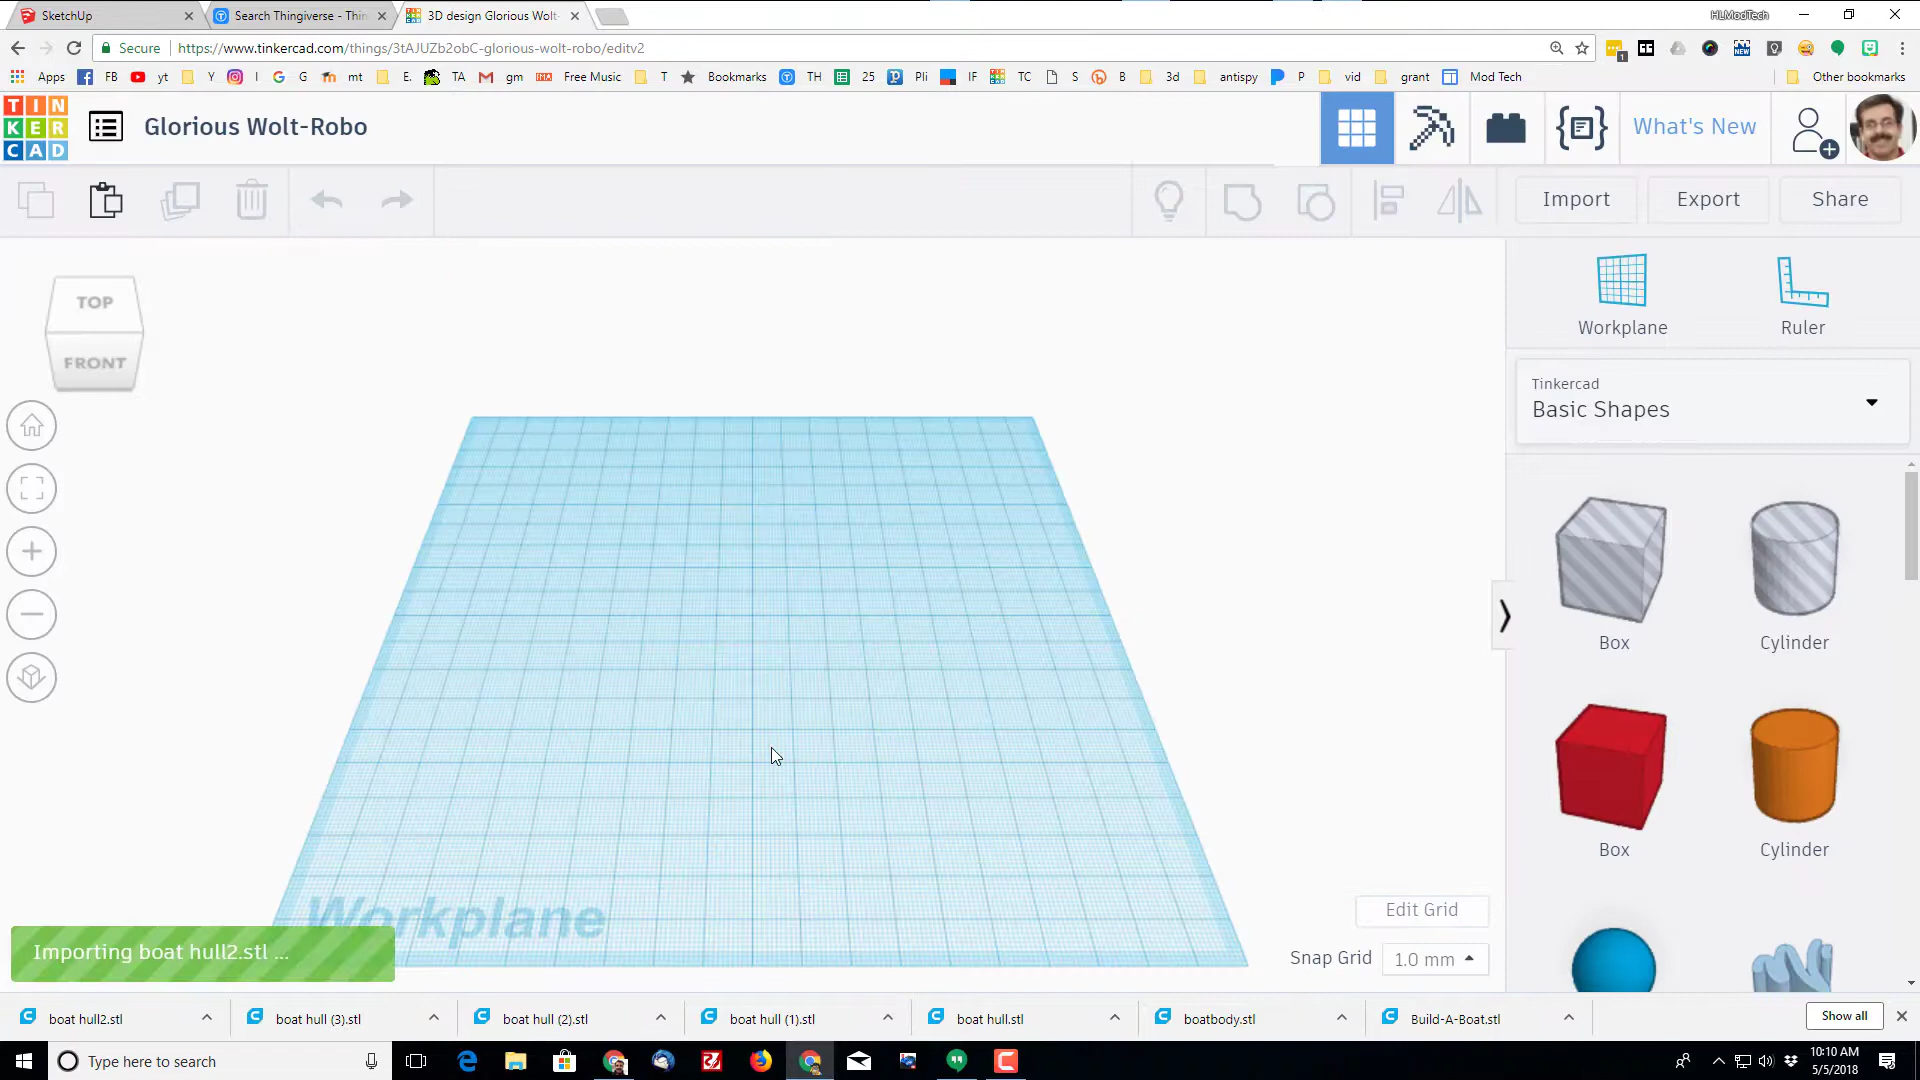 SketchUp
Search Thingiverse - Thin
3D design Glorious Wolt-
HLModTech
Secure
https://www.tinkercad.com/things/3tAJUZb2obC-glorious-wolt-robo/editv2
Apps FB yt Y I G mt E. TA gm Free Music T Bookmarks TH 25 Pli IF TC S B 3d antispy P vid grant Mod Tech Other bookmarks
TIN
KER
CAD
Glorious Wolt-Robo
What's New
Import
Export
Share
TOP
FRONT
Workplane
Ruler
Tinkercad
Basic Shapes
Box
Cylinder
Box
Cylinder
Workplane
Edit Grid
Snap Grid 1.0 mm
Importing boat hull2.stl ...
boat hull2.stl
boat hull (3).stl
boat hull (2).stl
boat hull (1).stl
boat hull.stl
boatbody.stl
Build-A-Boat.stl
Show all
Type here to search
10:10 AM
5/5/2018